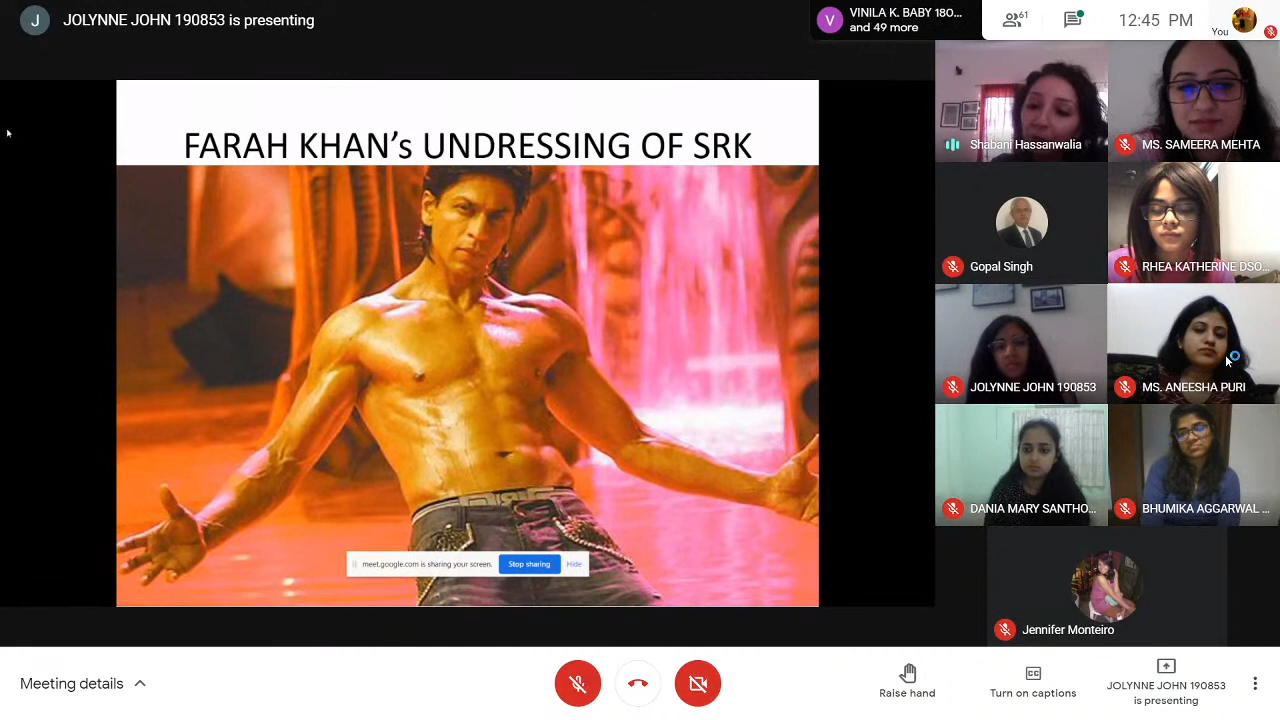 J
JOLYNNE JOHN 190853 is presenting
V
VINILA K. BABY 180...
and 49 more
61
12:45 PM
You
FARAH KHAN's UNDRESSING OF SRK
meet.google.com is sharing your screen.
Stop sharing
Hide
Shabani Hassanwalia
MS. SAMEERA MEHTA
Gopal Singh
RHEA KATHERINE DSO...
JOLYNNE JOHN 190853
MS. ANEESHA PURI
DANIA MARY SANTHO...
BHUMIKA AGGARWAL ...
Jennifer Monteiro
Meeting details
Raise hand
CC
Turn on captions
JOLYNNE JOHN 190853
is presenting